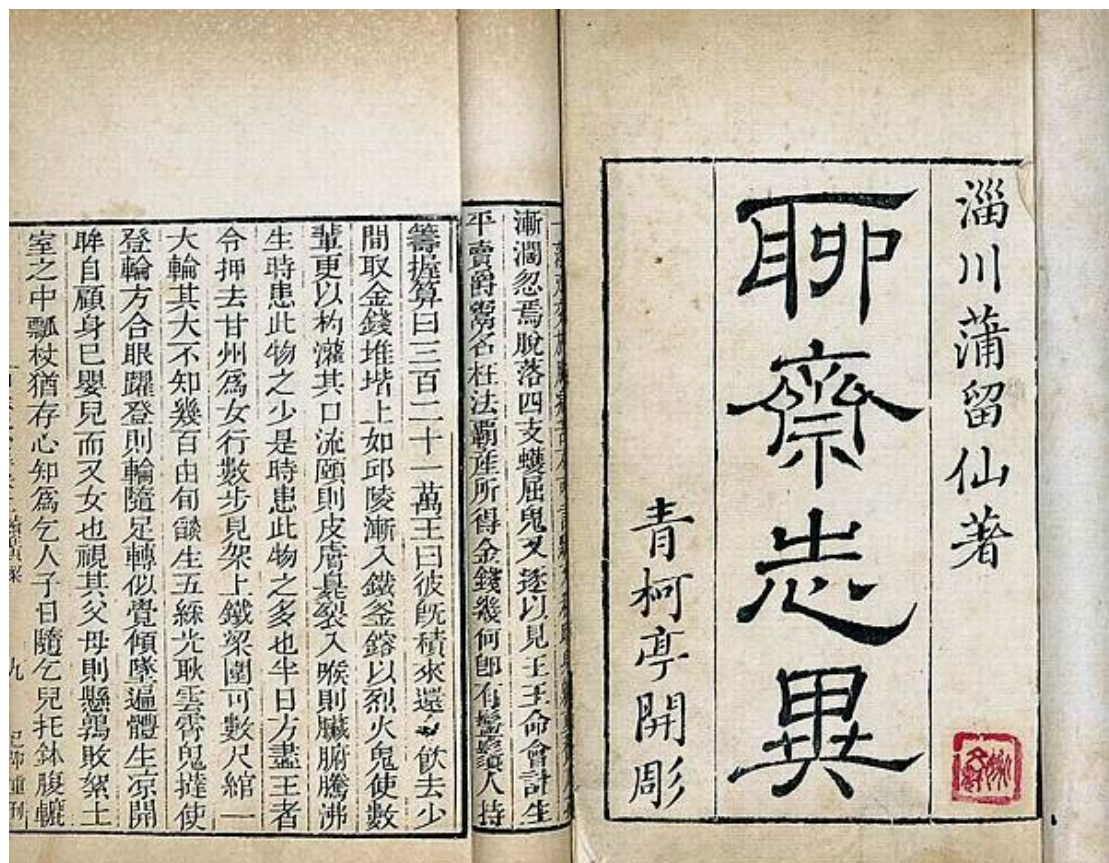 淄川蒲留仙著
聊齋志異
青柯亭開彫
漸漸忽焉脫落四支蠖屈鬼叉逐以見王王命會計生
平賣爵鬻名枉法霸產所得金錢幾何卽有鬡鬚人持
籌握算曰三百二十一萬王曰彼旣積來還令飲去少
間取金錢堆堦上如邱陵漸入鐵釜鎔以烈火鬼使數
輩更以杓灌其口流頤則皮膚臭裂入喉則臟腑騰沸
生時患此物之少是時患此物之多也半日方盡王者
令押去甘州爲女行數步見架上鐵梁圍可數尺綰一
大輪其大不知幾百由旬燄生五綵光耿雲霄鬼撻使
登輪方合眼躍登則輪隨足轉似覺傾墜遍體生凉開
眸自顧身已嬰兒而又女也視其父母則懸鶉敗絮土
室之中瓢杖猶存心知爲乞人子日隨乞兒托鉢腹轆